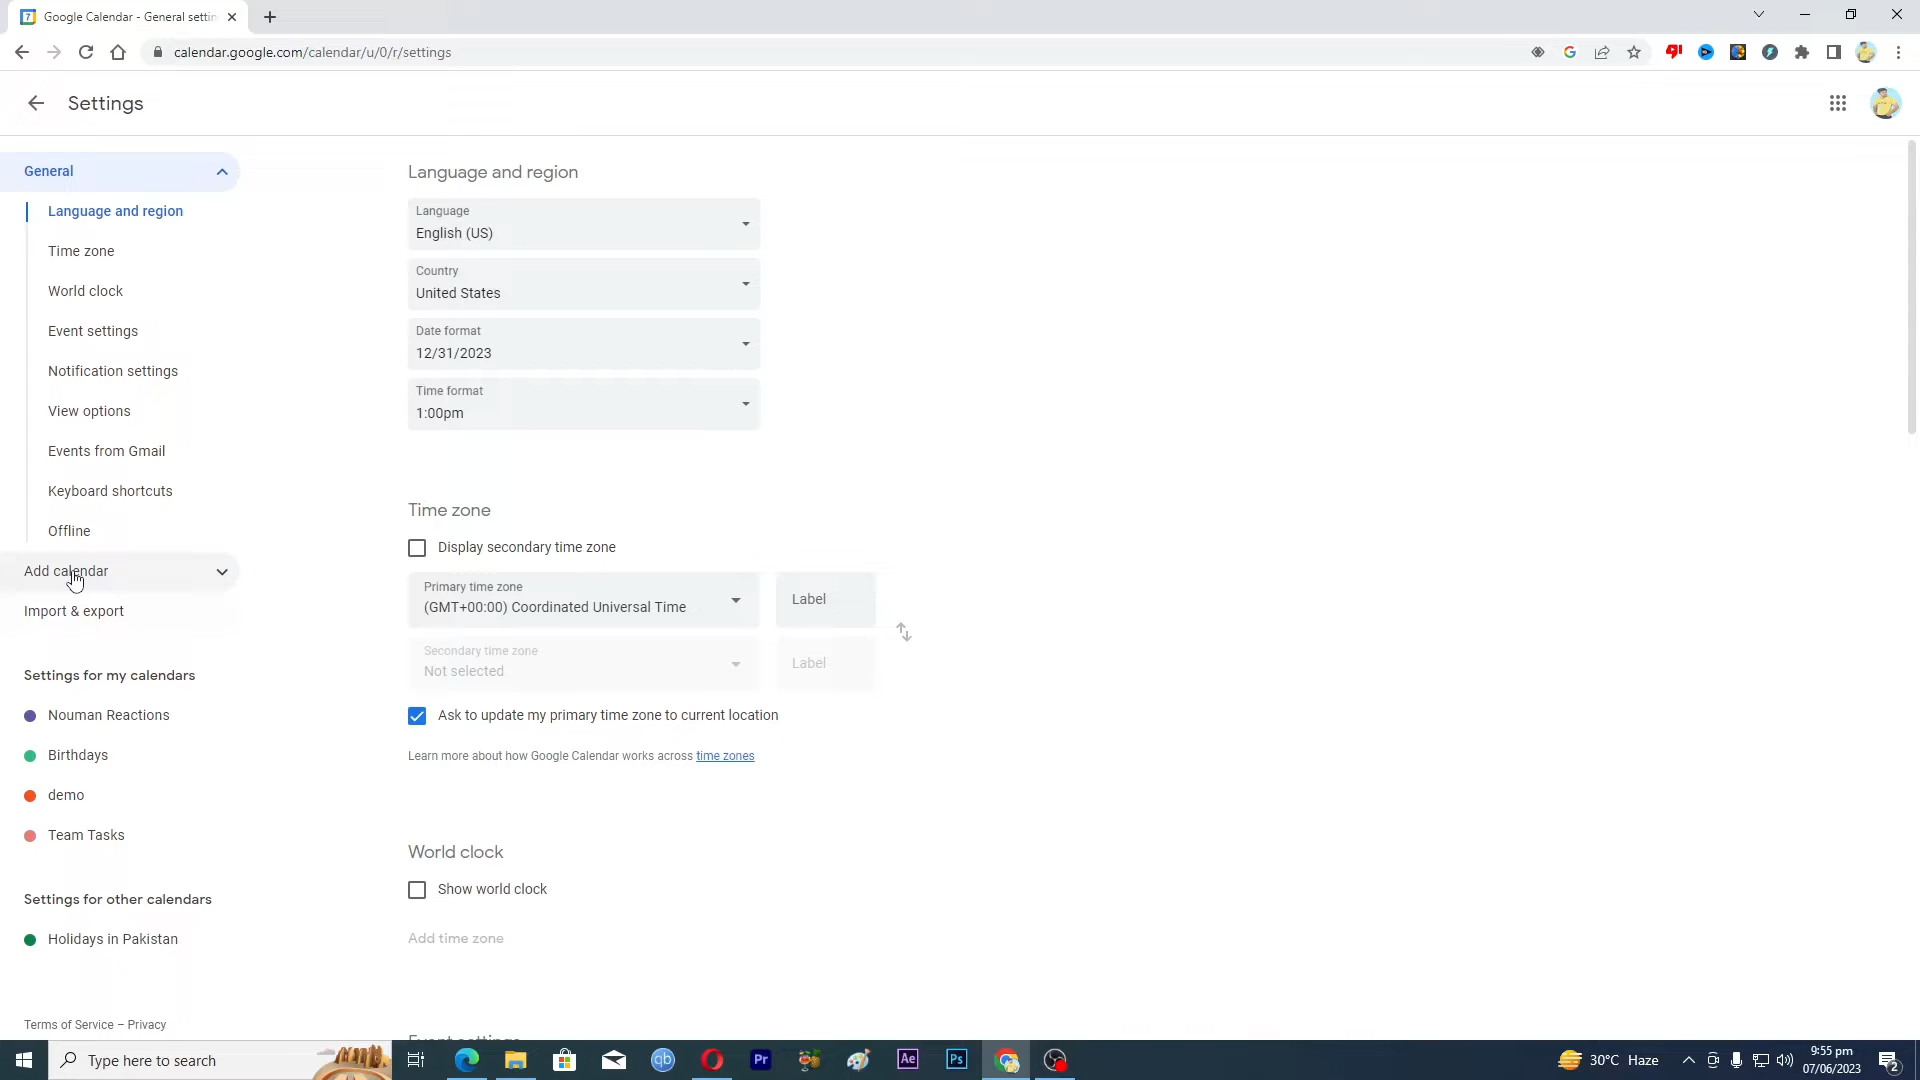 Google Calendar - General settin
calendar.google.com/calendar/u/0/r/settings
Settings
General
Language and region
Time zone
World clock
Event settings
Notification settings
View options
Events from Gmail
Keyboard shortcuts
Offline
Add calendar
Import & export
Settings for my calendars
Nouman Reactions
Birthdays
demo
Team Tasks
Settings for other calendars
Holidays in Pakistan
Terms of Service – Privacy
Language and region
Language
English (US)
Country
United States
Date format
12/31/2023
Time format
1:00pm
Time zone
Display secondary time zone
Primary time zone
(GMT+00:00) Coordinated Universal Time
Label
Secondary time zone
Not selected
Label
Ask to update my primary time zone to current location
Learn more about how Google Calendar works across time zones
World clock
Show world clock
Add time zone
Event settings
Type here to search
qb
Pr
Ae
Ps
30°C Haze
9:55 pm
07/06/2023
2